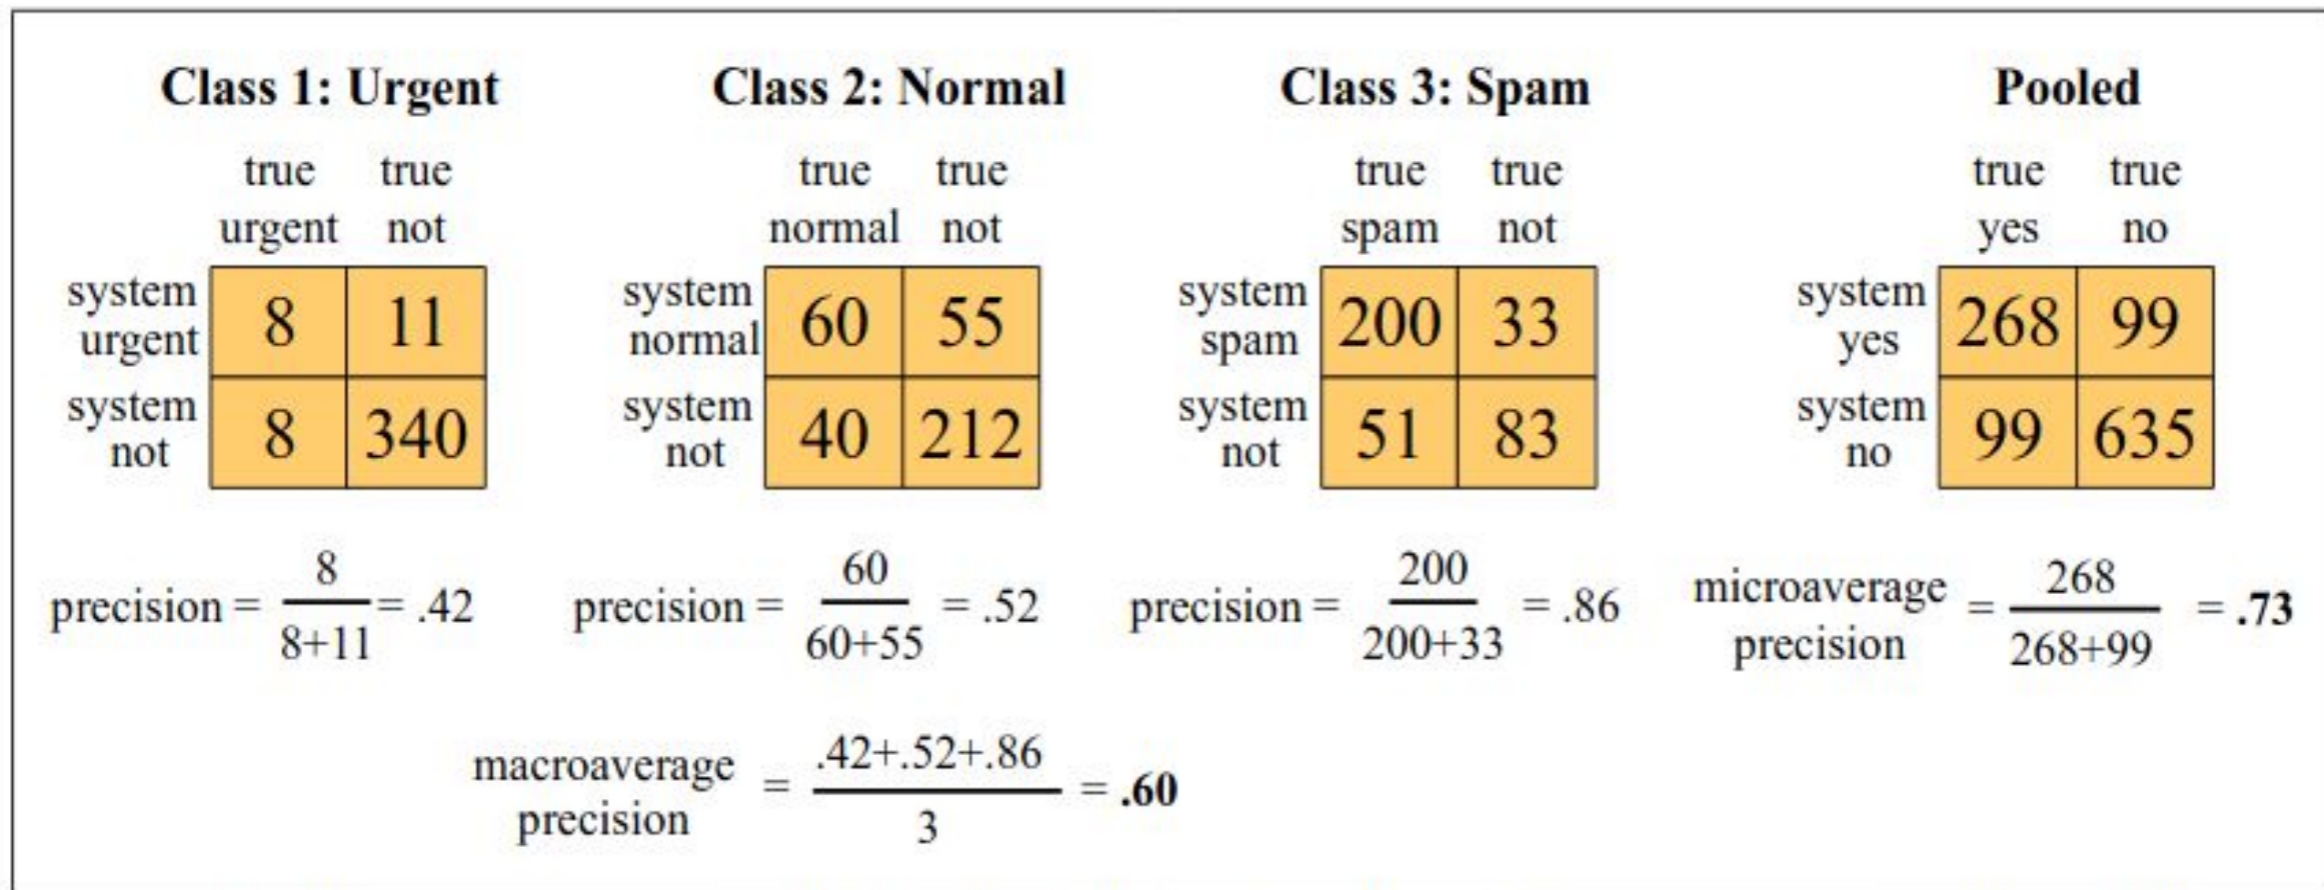 Class 1: Urgent
true true
urgent not
system urgent 8 11
system not 8 340
precision = 8 / 8+11 = .42
Class 2: Normal
true true
normal not
system normal 60 55
system not 40 212
precision = 60 / 60+55 = .52
Class 3: Spam
true true
spam not
system spam 200 33
system not 51 83
precision = 200 / 200+33 = .86
Pooled
true true
yes no
system yes 268 99
system no 99 635
microaverage precision = 268 / 268+99 = .73
macroaverage precision = .42+.52+.86 / 3 = .60